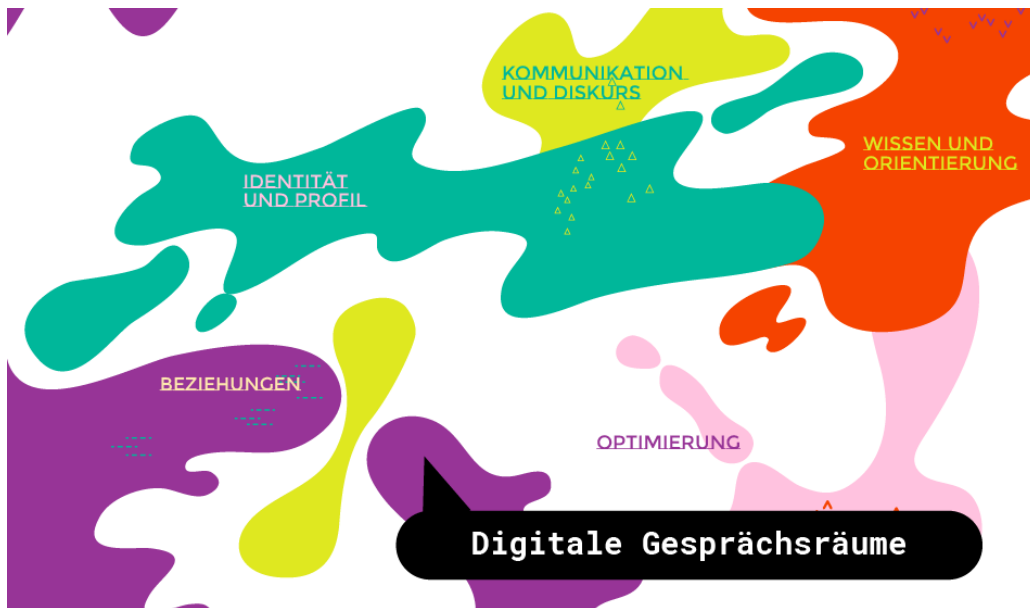 KOMMUNIKATION
UND DISKURS
WISSEN UND
ORIENTIERUNG
IDENTITÄT
UND PROFIL
BEZIEHUNGEN
OPTIMIERUNG
Digitale Gesprächsräume